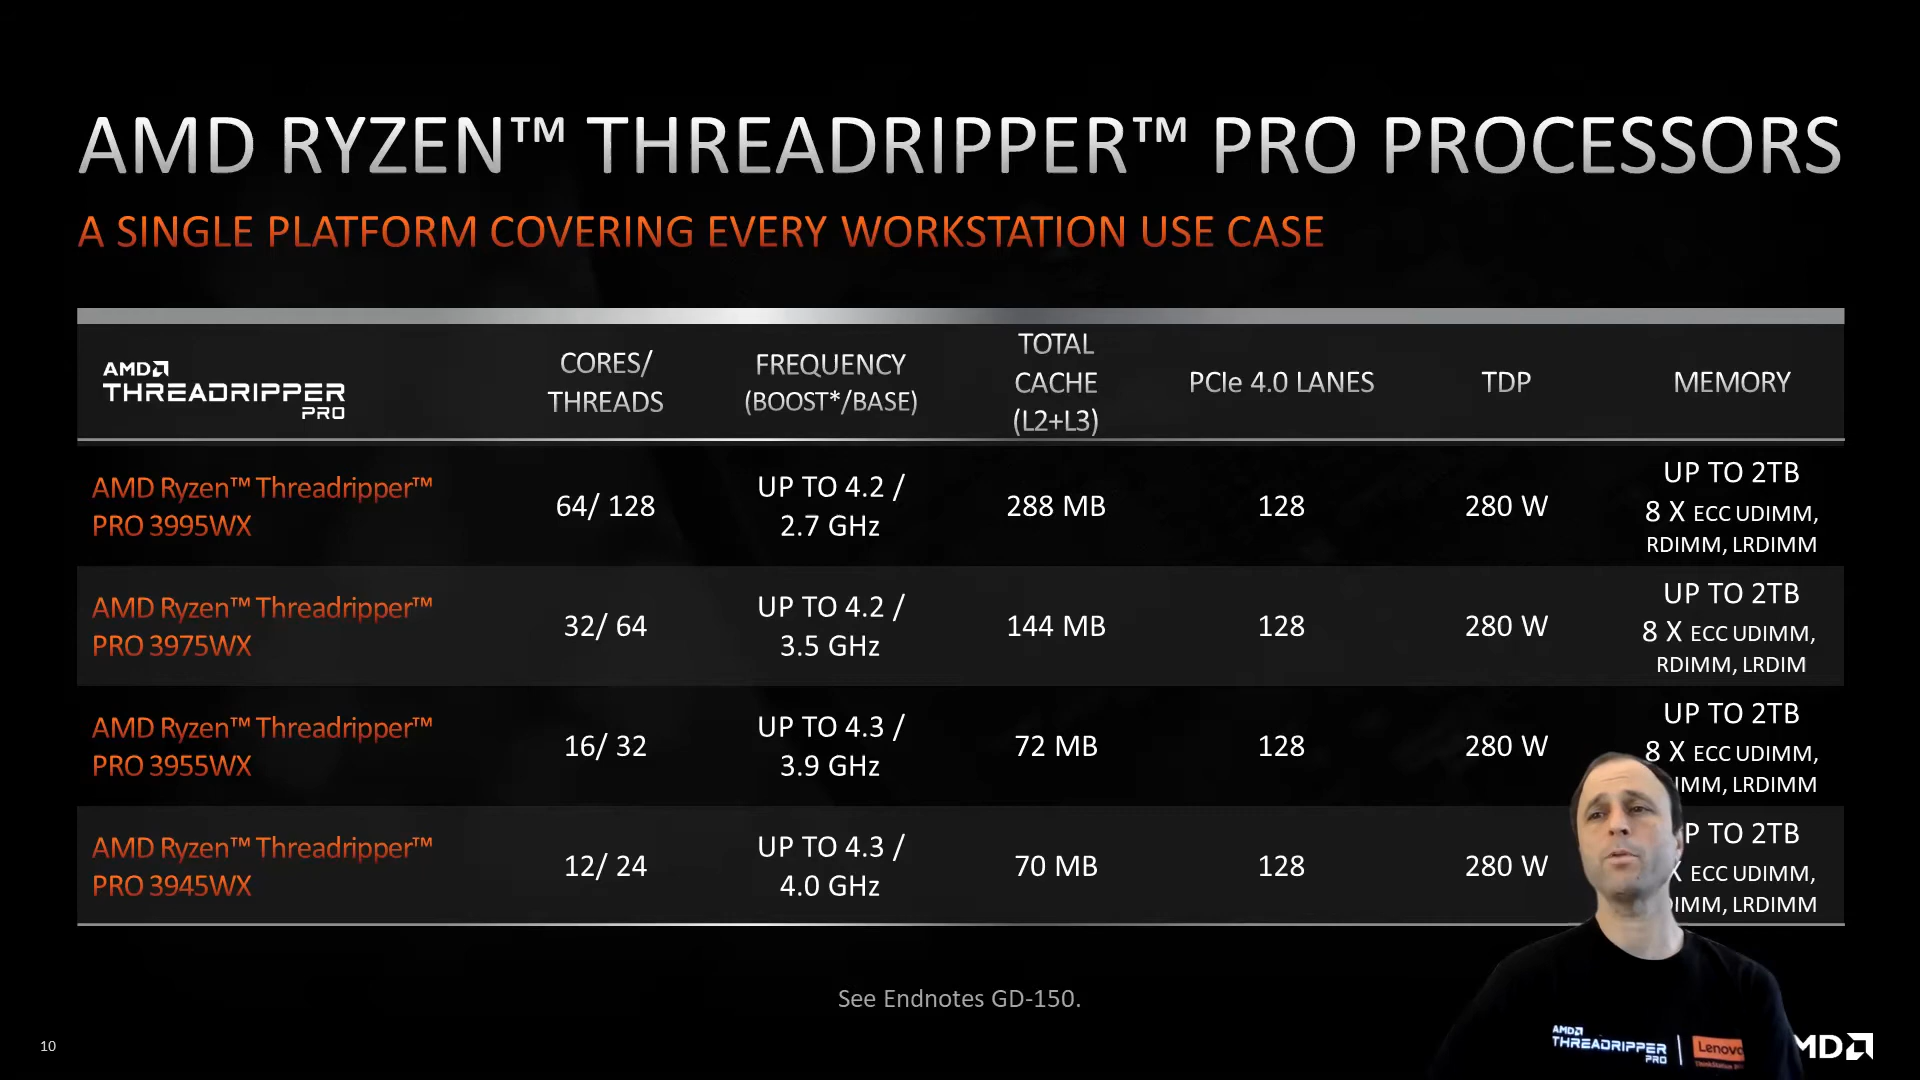 AMD RYZEN™ THREADRIPPER™ PRO PROCESSORS
A SINGLE PLATFORM COVERING EVERY WORKSTATION USE CASE
AMD
THREADRIPPER
PRO
CORES/
THREADS
FREQUENCY
(BOOST*/BASE)
TOTAL
CACHE
(L2+L3)
PCIe 4.0 LANES
TDP
MEMORY
AMD Ryzen™ Threadripper™
PRO 3995WX
64/ 128
UP TO 4.2 /
2.7 GHz
288 MB
128
280 W
UP TO 2TB
8 X ECC UDIMM,
RDIMM, LRDIMM
AMD Ryzen™ Threadripper™
PRO 3975WX
32/ 64
UP TO 4.2 /
3.5 GHz
144 MB
128
280 W
UP TO 2TB
8 X ECC UDIMM,
RDIMM, LRDIM
AMD Ryzen™ Threadripper™
PRO 3955WX
16/ 32
UP TO 4.3 /
3.9 GHz
72 MB
128
280 W
UP TO 2TB
8 X ECC UDIMM,
LRDIMM
AMD Ryzen™ Threadripper™
PRO 3945WX
12/ 24
UP TO 4.3 /
4.0 GHz
70 MB
128
280 W
TO 2TB
ECC UDIMM,
LRDIMM
See Endnotes GD-150.
10
AMD
THREADRIPPER
PRO
Lenovo